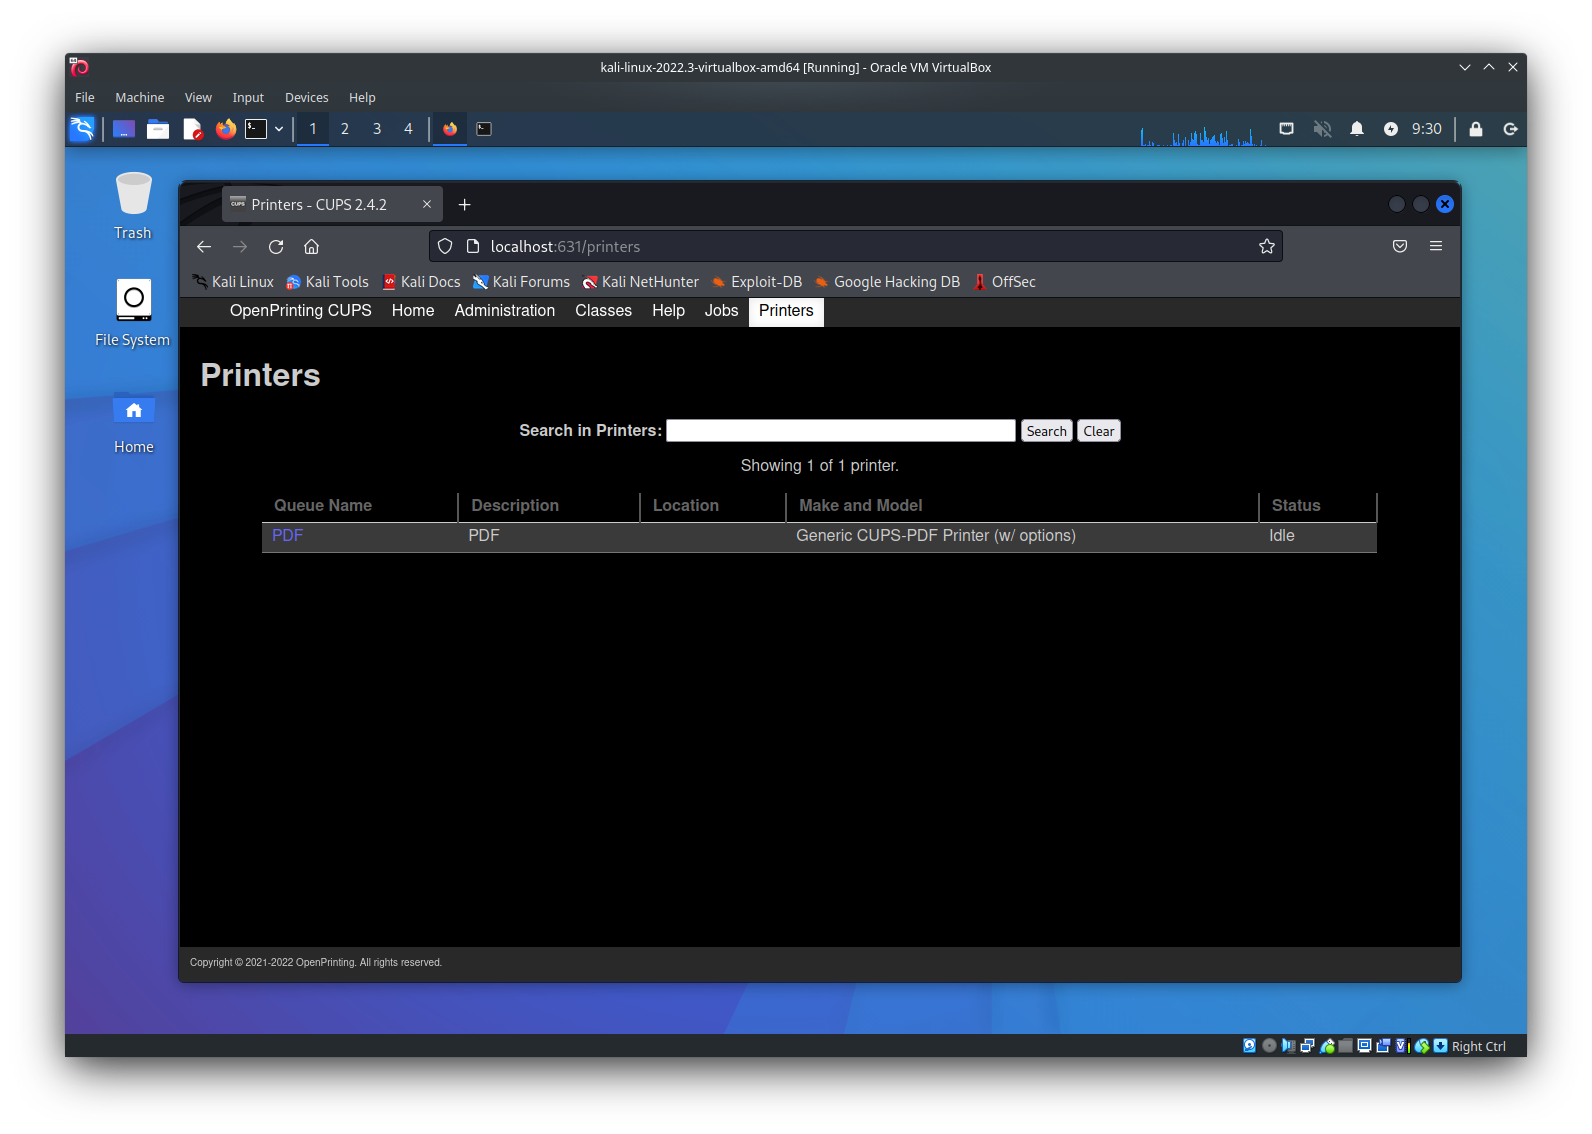 kali-linux-2022.3-virtualbox-amd64 [Running] - Oracle VM VirtualBox
File Machine View Input Devices Help
1 2 3 4 9:30
Trash
File System
Home
Printers - CUPS 2.4.2
localhost:631/printers
Kali Linux Kali Tools Kali Docs Kali Forums Kali NetHunter Exploit-DB Google Hacking DB OffSec
OpenPrinting CUPS Home Administration Classes Help Jobs Printers
Printers
Search in Printers: Search Clear
Showing 1 of 1 printer.
Queue Name Description Location Make and Model Status
PDF PDF Generic CUPS-PDF Printer (w/ options) Idle
Copyright © 2021-2022 OpenPrinting. All rights reserved.
Right Ctrl